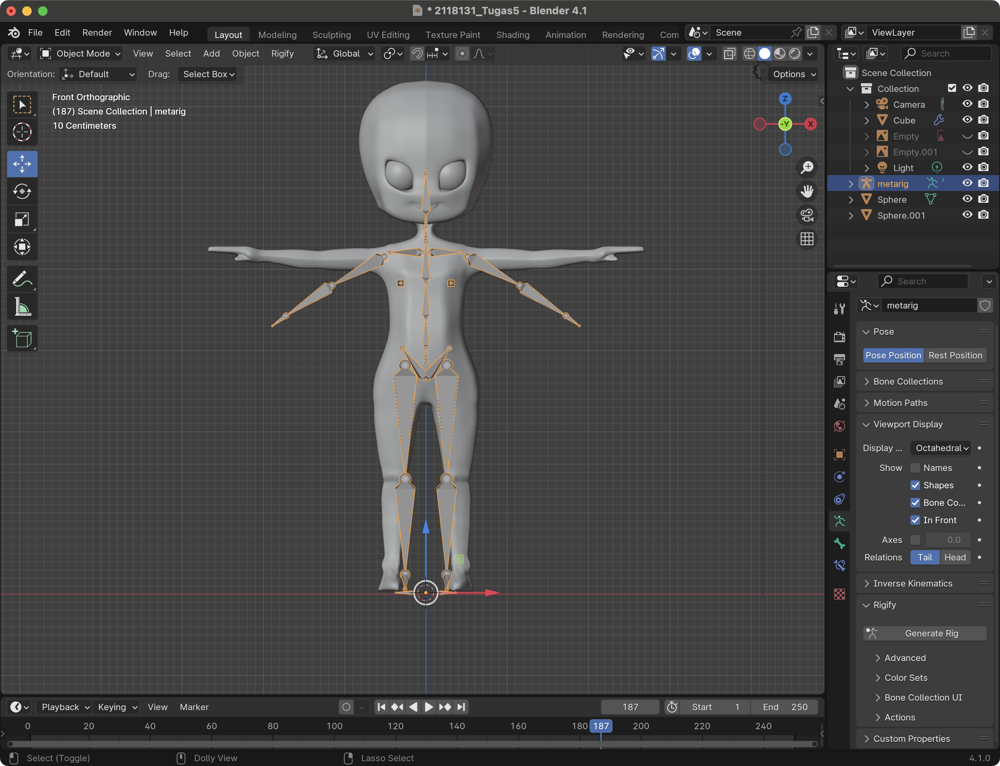 * 2118131_Tugas5 - Blender 4.1
File Edit Render Window Help Layout Modeling Sculpting UV Editing Texture Paint Shading Animation Rendering Com Scene ViewLayer
Object Mode View Select Add Object Rigify Global
Search
Orientation: Default Drag: Select Box Options
Front Orthographic
(187) Scene Collection | metarig
10 Centimeters
Z
-Y
X
Scene Collection
Collection
Camera
Cube
Empty
Empty.001
Light
metarig
Sphere
Sphere.001
Search
metarig
Pose
Pose Position Rest Position
Bone Collections
Motion Paths
Viewport Display
Display ... Octahedral
Show Names
Shapes
Bone Co...
In Front
Axes 0.0
Relations Tail Head
Inverse Kinematics
Rigify
Generate Rig
Advanced
Color Sets
Bone Collection UI
Actions
Custom Properties
Playback Keying View Marker 187 Start 1 End 250
0 20 40 60 80 100 120 140 160 180 187 200 220 240
Select (Toggle) Dolly View Lasso Select 4.1.0